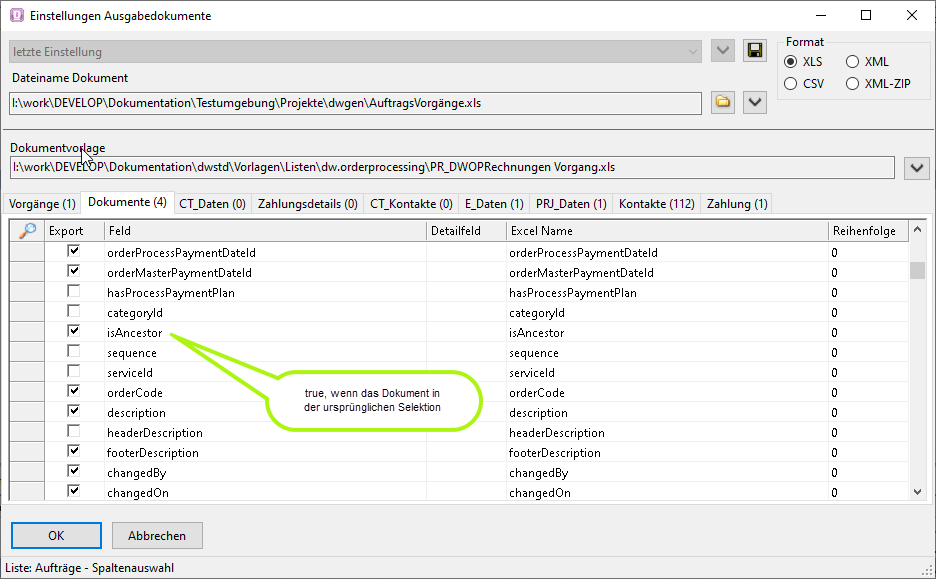 Einstellungen Ausgabedokumente
letzte Einstellung
Format
XLS XML
CSV XML-ZIP
Dateiname Dokument
I:\work\DEVELOP\Dokumentation\Testumgebung\Projekte\dwgen\AuftragsVorgänge.xls
Dokumentvorlage
I:\work\DEVELOP\Dokumentation\dwstd\Vorlagen\Listen\dw.orderprocessing\PR_DWOPRechnungen Vorgang.xls
Vorgänge (1) Dokumente (4) CT_Daten (0) Zahlungsdetails (0) CT_Kontakte (0) E_Daten (1) PRJ_Daten (1) Kontakte (112) Zahlung (1)
Export Feld Detailfeld Excel Name Reihenfolge
orderProcessPaymentDateId orderProcessPaymentDateId 0
orderMasterPaymentDateId orderMasterPaymentDateId 0
hasProcessPaymentPlan hasProcessPaymentPlan 0
categoryId categoryId 0
isAncestor isAncestor 0
sequence sequence 0
serviceId serviceId 0
true, wenn das Dokument in
der ursprünglichen Selektion
orderCode orderCode 0
description description 0
headerDescription headerDescription 0
footerDescription footerDescription 0
changedBy changedBy 0
changedOn changedOn 0
OK Abbrechen
Liste: Aufträge - Spaltenauswahl